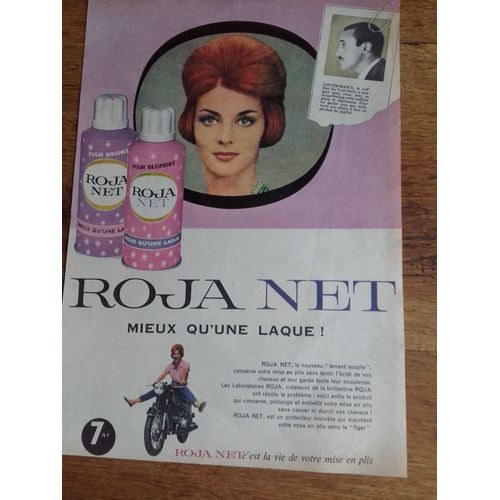 LINTERMAN'S, le coif-
POUR BRUNES
ROJA
NET
MIEUX QU'UNE LAQUE
POUR BLONDES
ROJA
NET
MIEUX QU'UNE LAQUE
ROJA NET
MIEUX QU'UNE LAQUE !
ROJA NET, le nouveau "tenant souple",
conserve votre mise en plis sans ternir l'éclat de vos
cheveux et leur garde toute leur souplesse.
Les Laboratoires ROJA, créateurs de la brillantine ROJA
ont résolu le problème : voici enfin le produit
qui conserve, prolonge et embellit votre mise en plis
sans casser ni durcir vos cheveux !
ROJA NET, est un protecteur invisible qui maintient
votre mise en plis sans la "figer"
7 NF
ROJA NET c'est la vie de votre mise en plis